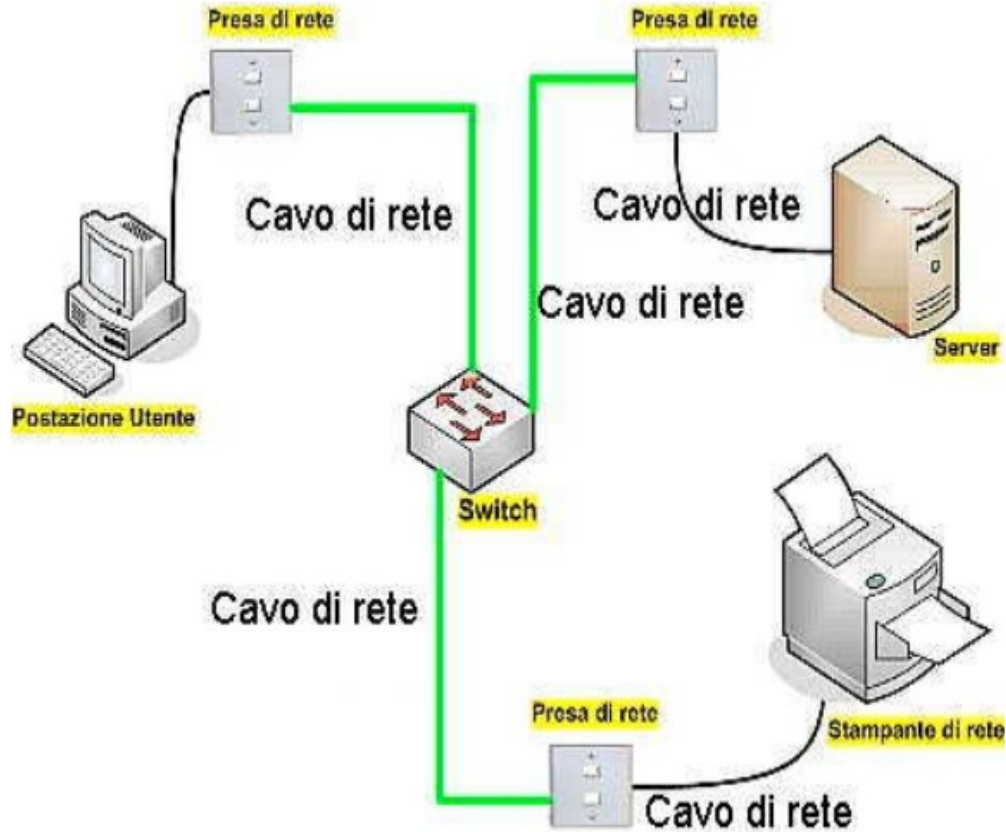 Presa di rete
Presa di rete
Cavo di rete
Cavo di rete
Cavo di rete
Server
Postazione Utente
Switch
Cavo di rete
Presa di rete
Stampante di rete
Cavo di rete